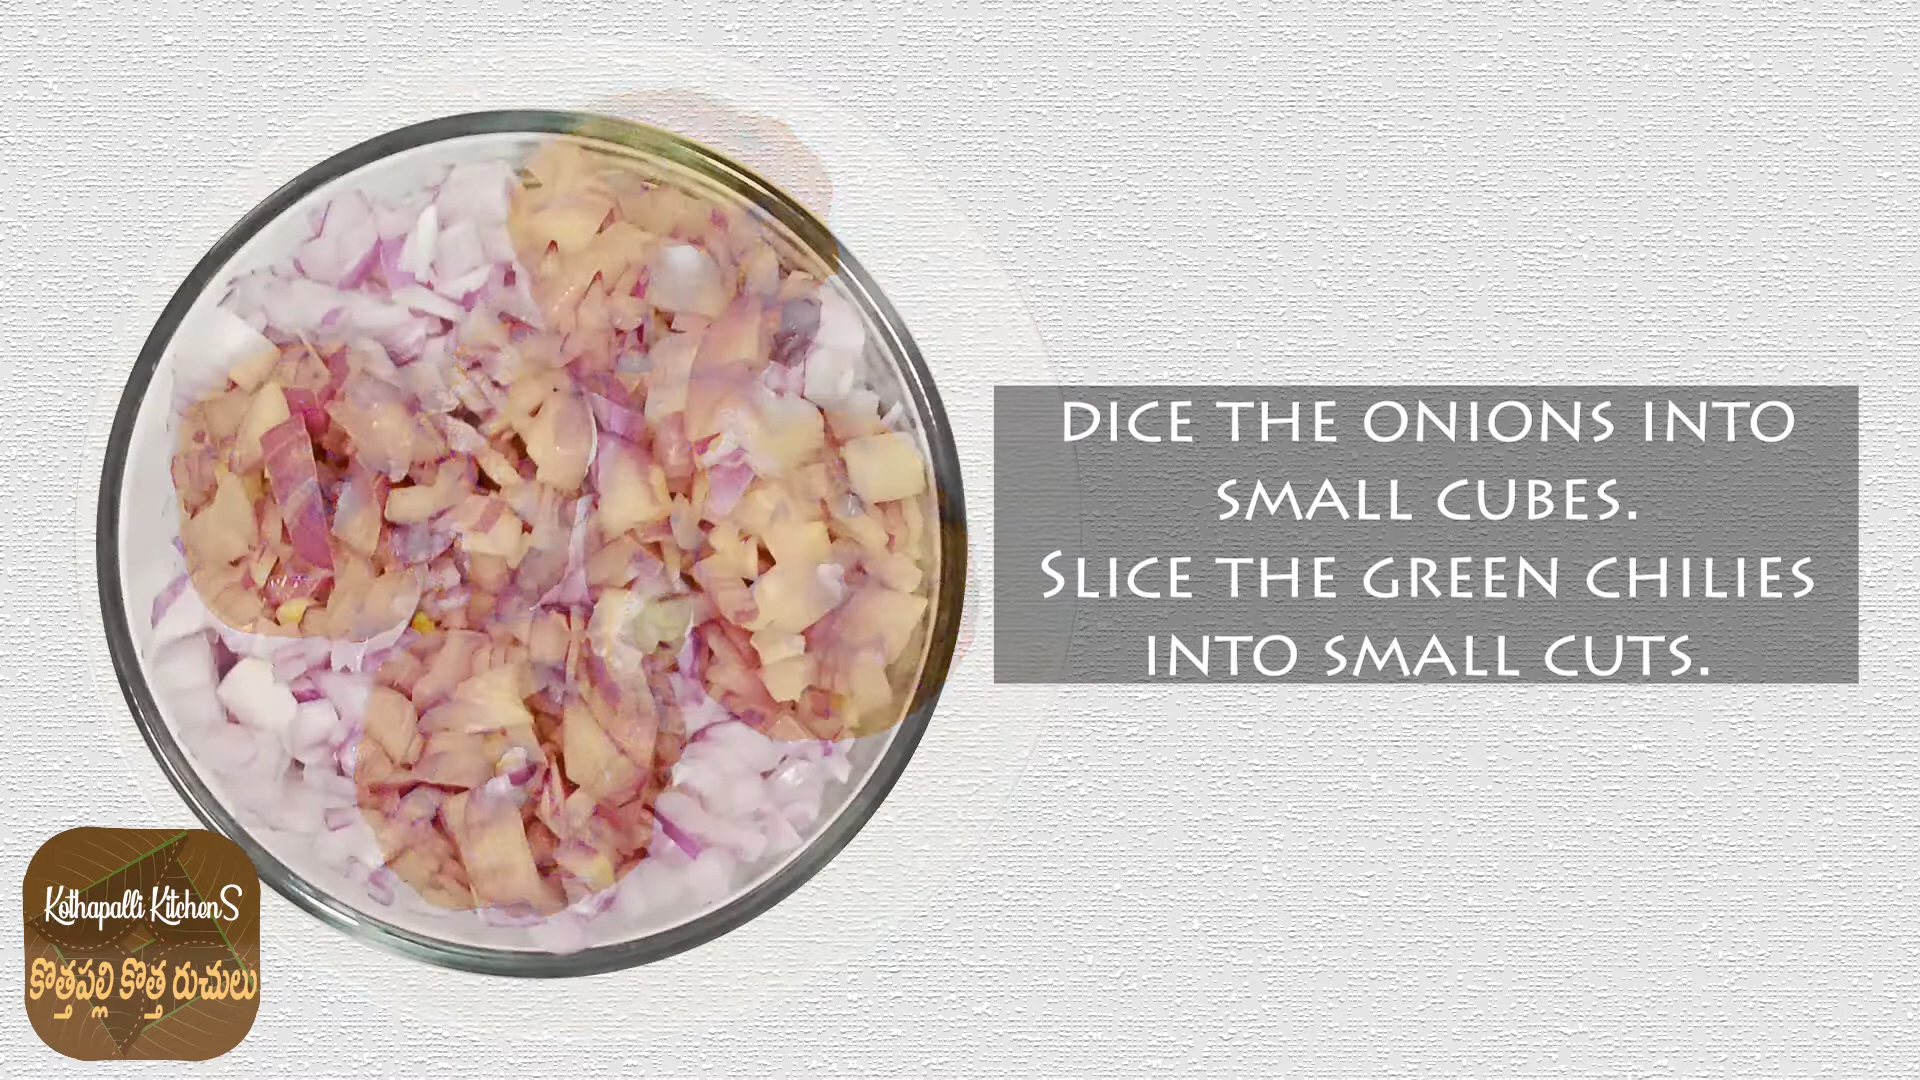 DICE THE ONIONS INTO
SMALL CUBES.
SLICE THE GREEN CHILIES
INTO SMALL CUTS.
Kothapalli KitchenS
కొత్తపల్లి కొత్త రుచులు